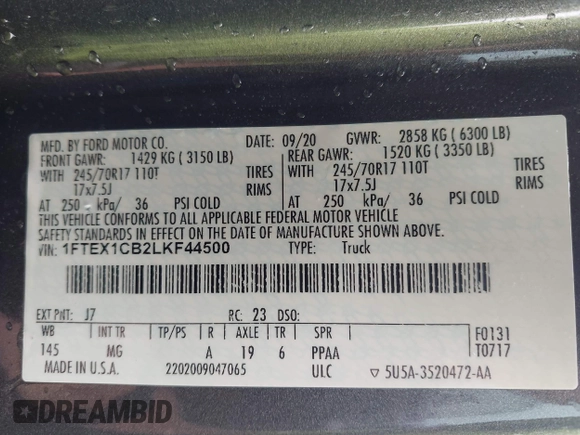 MFG. BY FORD MOTOR CO. DATE: 09/20 GVWR: 2858 KG ( 6300 LB)
FRONT GAWR: 1429 KG ( 3150 LB) REAR GAWR: 1520 KG ( 3350 LB)
WITH 245/70R17 110T TIRES WITH 245/70R17 110T TIRES
17x7.5J RIMS 17x7.5J RIMS
AT 250 kPa/ 36 PSI COLD AT 250 kPa/ 36 PSI COLD
THIS VEHICLE CONFORMS TO ALL APPLICABLE FEDERAL MOTOR VEHICLE
SAFETY STANDARDS IN EFFECT ON THE DATE OF MANUFACTURE SHOWN ABOVE.
VIN: 1FTEX1CB2LKF44500 TYPE: Truck
EXT PNT: J7 RC: 23 DSO:
WB INT TR TP/PS R AXLE TR SPR F0131
145 MG A 19 6 PPAA T0717
MADE IN U.S.A. 2202009047065 ULC ▽ 5U5A-3520472-AA
DREAMBID